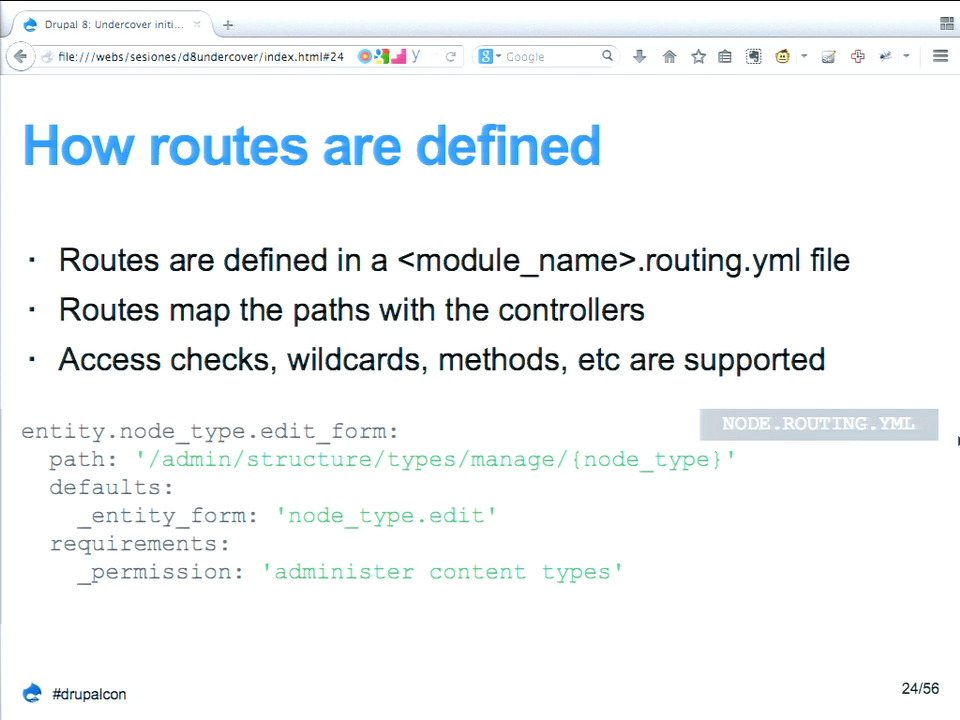 Drupal 8: Undercover initi...
file:///webs/sesiones/d8undercover/index.html#24
Google
How routes are defined
· Routes are defined in a <module_name>.routing.yml file
· Routes map the paths with the controllers
· Access checks, wildcards, methods, etc are supported
NODE.ROUTING.YML
entity.node_type.edit_form:
  path: '/admin/structure/types/manage/{node_type}'
  defaults:
    _entity_form: 'node_type.edit'
  requirements:
    _permission: 'administer content types'
#drupalcon
24/56